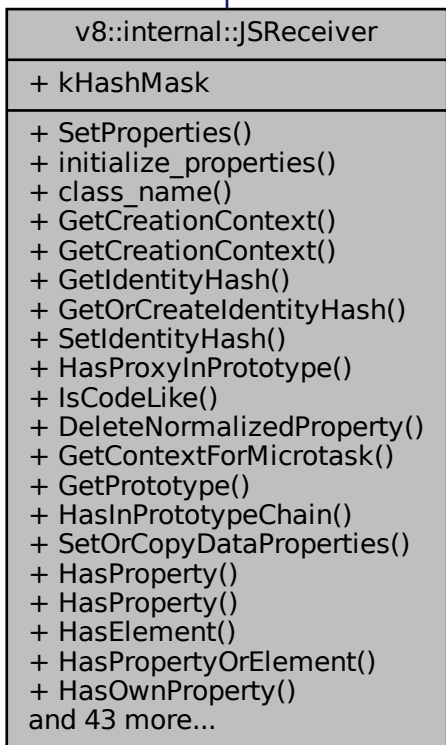 v8::internal::JSReceiver
+ kHashMask
+ SetProperties()
+ initialize_properties()
+ class_name()
+ GetCreationContext()
+ GetCreationContext()
+ GetIdentityHash()
+ GetOrCreateIdentityHash()
+ SetIdentityHash()
+ HasProxyInPrototype()
+ IsCodeLike()
+ DeleteNormalizedProperty()
+ GetContextForMicrotask()
+ GetPrototype()
+ HasInPrototypeChain()
+ SetOrCopyDataProperties()
+ HasProperty()
+ HasProperty()
+ HasElement()
+ HasPropertyOrElement()
+ HasOwnProperty()
and 43 more...